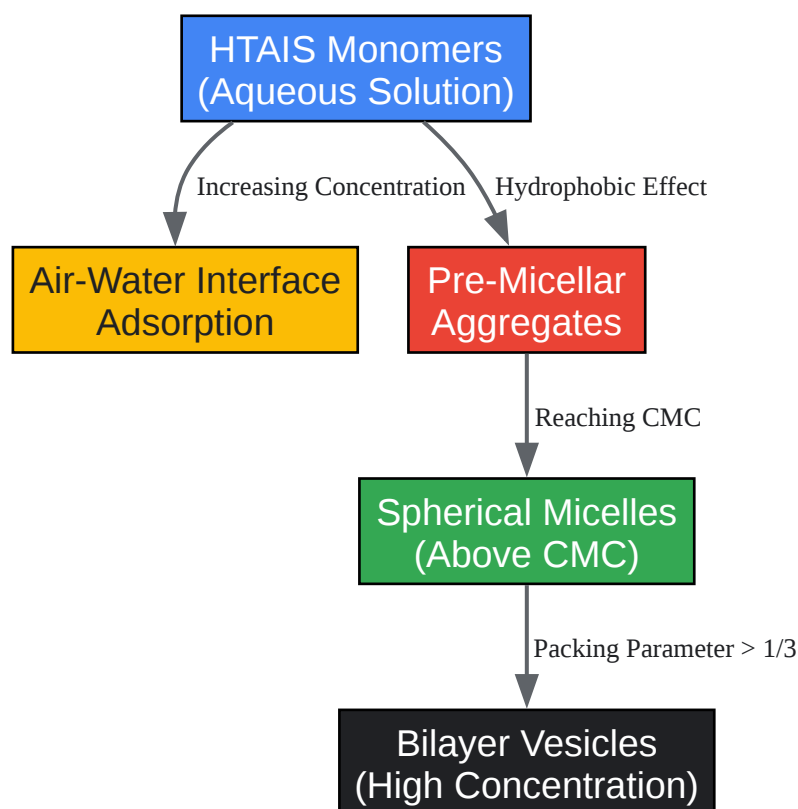 HTAIS Monomers
(Aqueous Solution)
Increasing Concentration
Hydrophobic Effect
Air-Water Interface
Adsorption
Pre-Micellar
Aggregates
Reaching CMC
Spherical Micelles
(Above CMC)
Packing Parameter > 1/3
Bilayer Vesicles
(High Concentration)